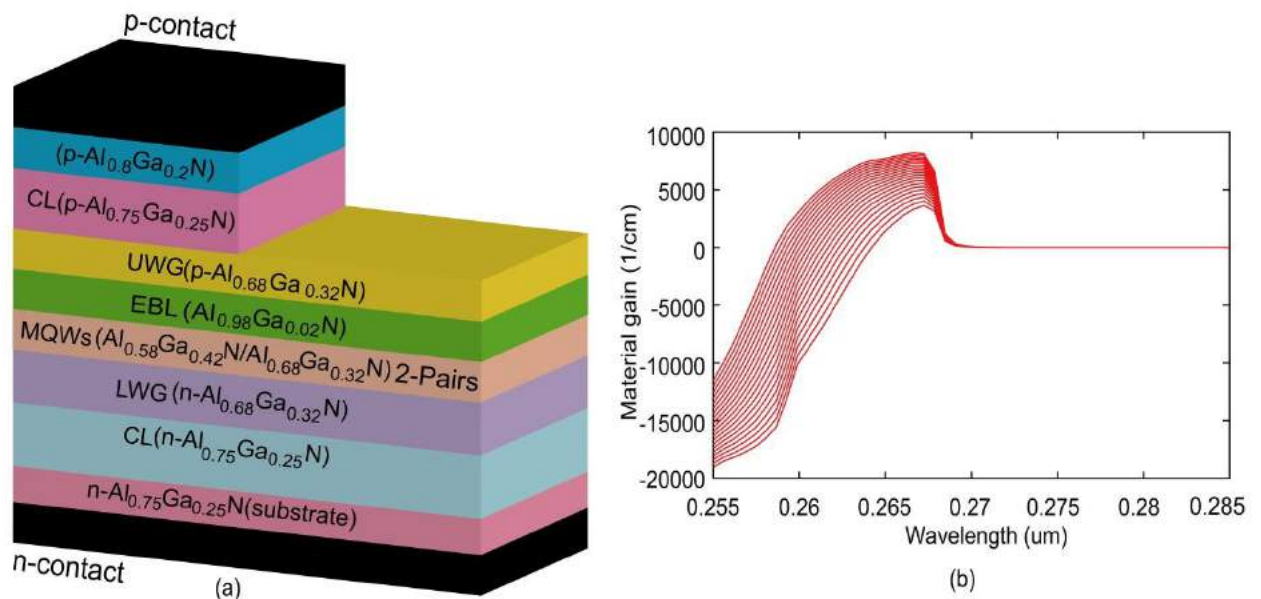 p-contact
(p-Al0.8Ga0.2N)
CL(p-Al0.75Ga0.25N)
UWG(p-Al0.68Ga0.32N)
EBL (Al0.98Ga0.02N)
MQWs (Al0.58Ga0.42N/Al0.68Ga0.32N) 2-Pairs
LWG (n-Al0.68Ga0.32N)
CL(n-Al0.75Ga0.25N)
n-Al0.75Ga0.25N(substrate)
n-contact
(a)
Material gain (1/cm)
10000
5000
0
-5000
-10000
-15000
-20000
0.255 0.26 0.265 0.27 0.275 0.28 0.285
Wavelength (um)
(b)